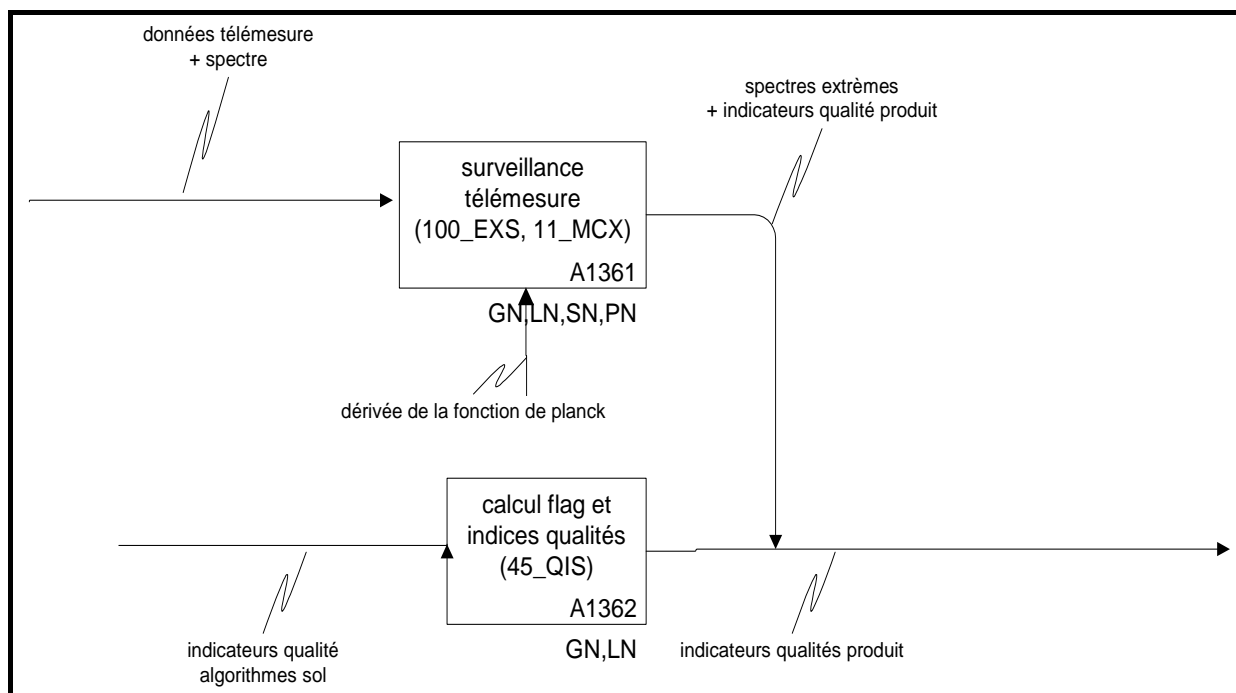 données télémesure
+ spectre
spectres extrèmes
+ indicateurs qualité produit
surveillance
télémesure
(100_EXS, 11_MCX)
A1361
GN,LN,SN,PN
dérivée de la fonction de planck
calcul flag et
indices qualités
(45_QIS)
A1362
GN,LN
indicateurs qualité
algorithmes sol
indicateurs qualités produit